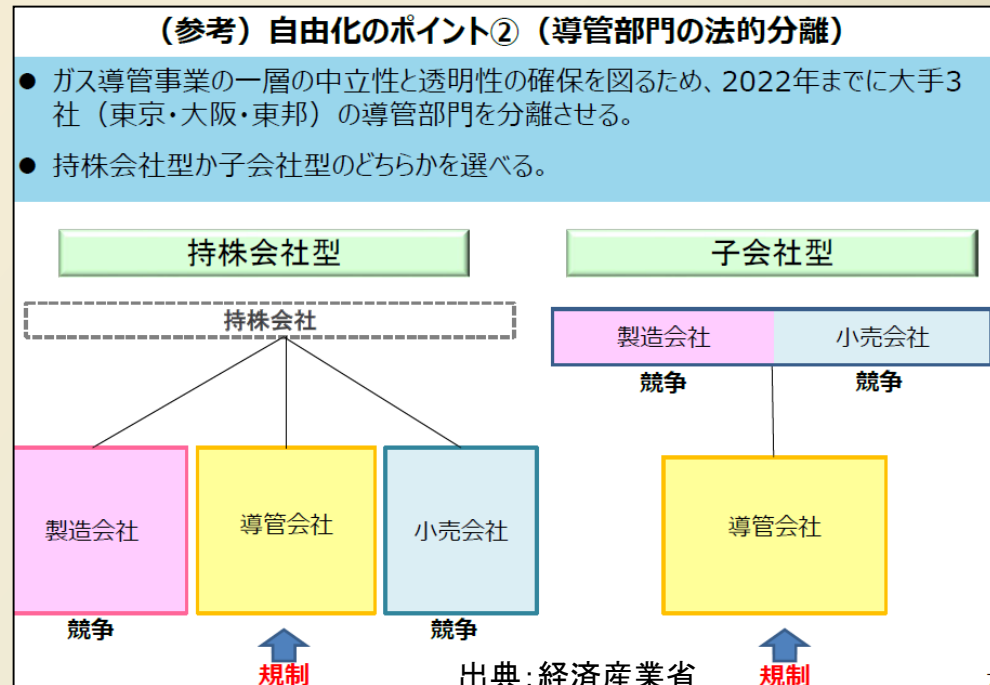 （参考）自由化のポイント②（導管部門の法的分離）
● ガス導管事業の一層の中立性と透明性の確保を図るため、2022年までに大手3
社（東京・大阪・東邦）の導管部門を分離させる。
● 持株会社型か子会社型のどちらかを選べる。
持株会社型
持株会社
製造会社
導管会社
小売会社
競争
競争
規制
子会社型
製造会社
小売会社
競争
競争
導管会社
規制
出典：経済産業省